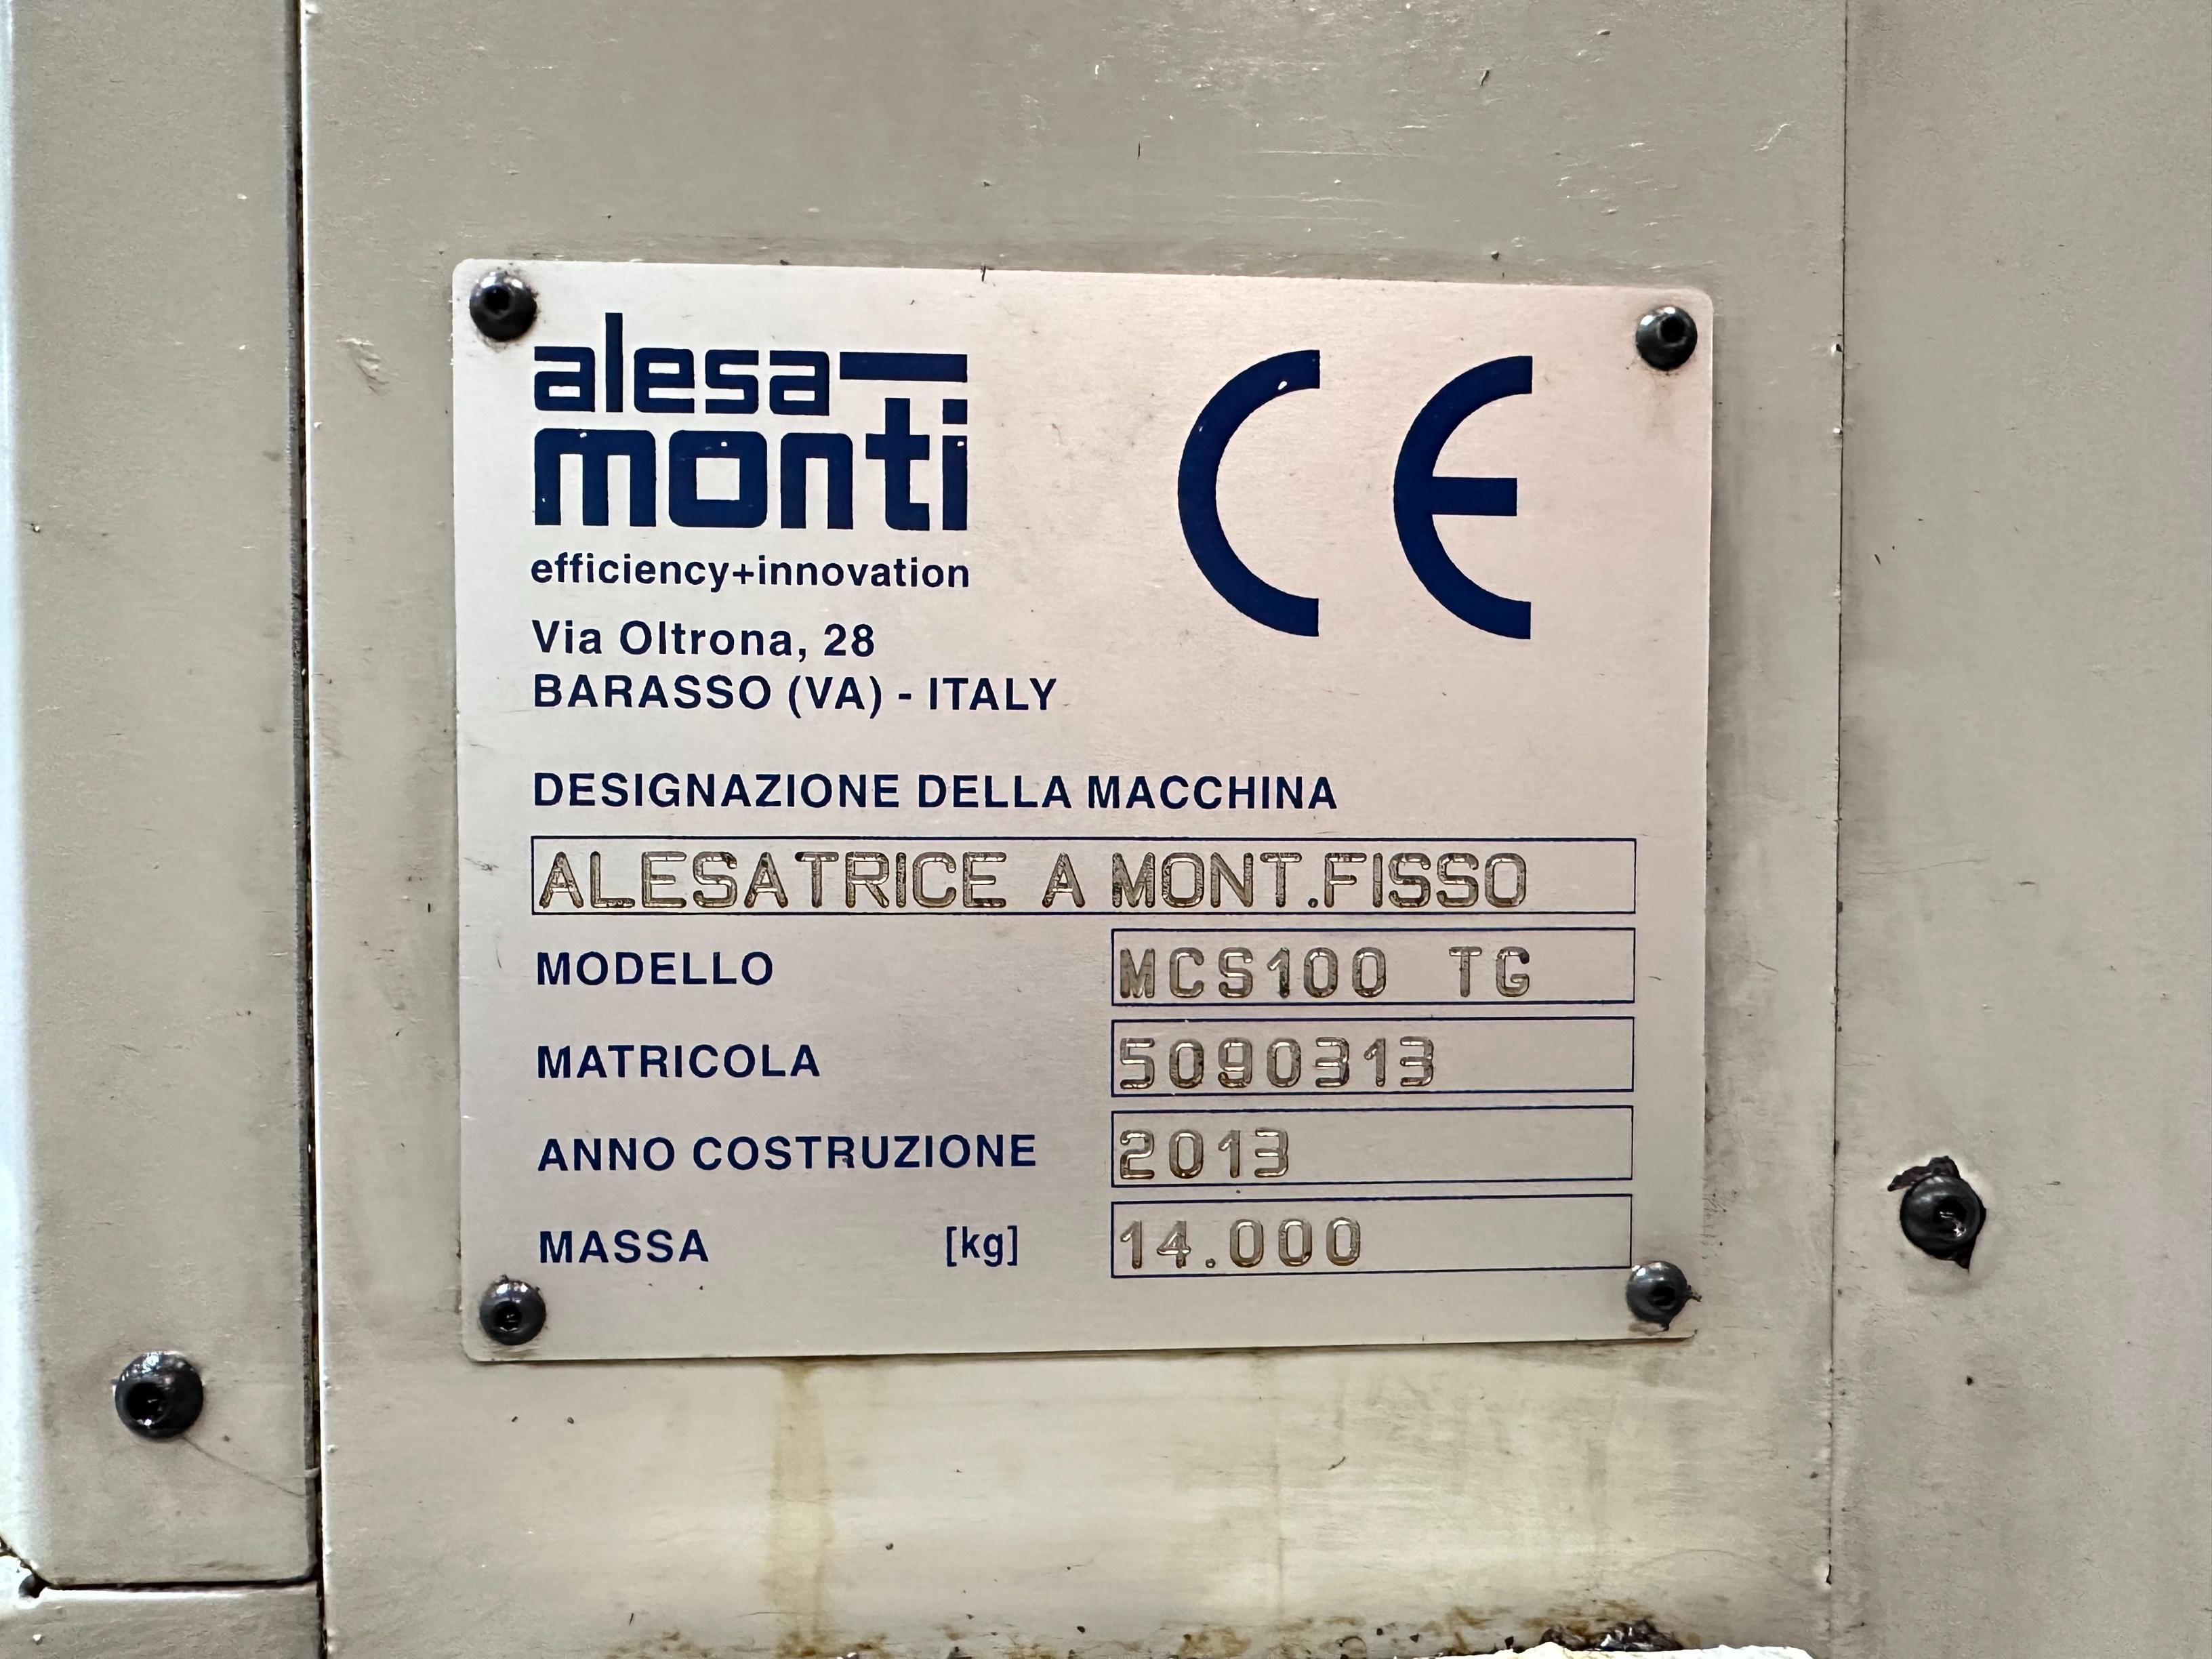 alesa
monti
efficiency+innovation
CE
Via Oltrona, 28
BARASSO (VA) - ITALY
DESIGNAZIONE DELLA MACCHINA
ALESATRICE A MONT.FISSO
MODELLO MCS100 TG
MATRICOLA 5090313
ANNO COSTRUZIONE 2013
MASSA [kg] 14.000